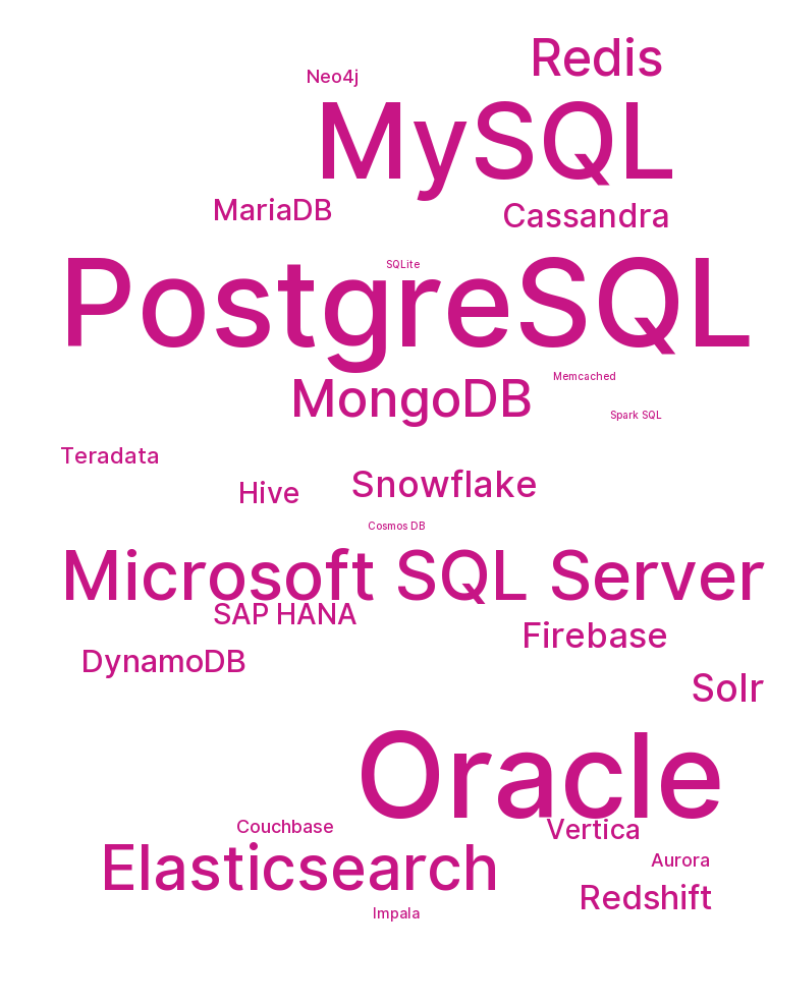 Redis
Neo4j
MySQL
MariaDB
Cassandra
SQLite
PostgreSQL
Memcached
MongoDB
Spark SQL
Teradata
Snowflake
Hive
Cosmos DB
Microsoft SQL Server
SAP HANA
Firebase
DynamoDB
Solr
Oracle
Couchbase
Vertica
Aurora
Elasticsearch
Redshift
Impala